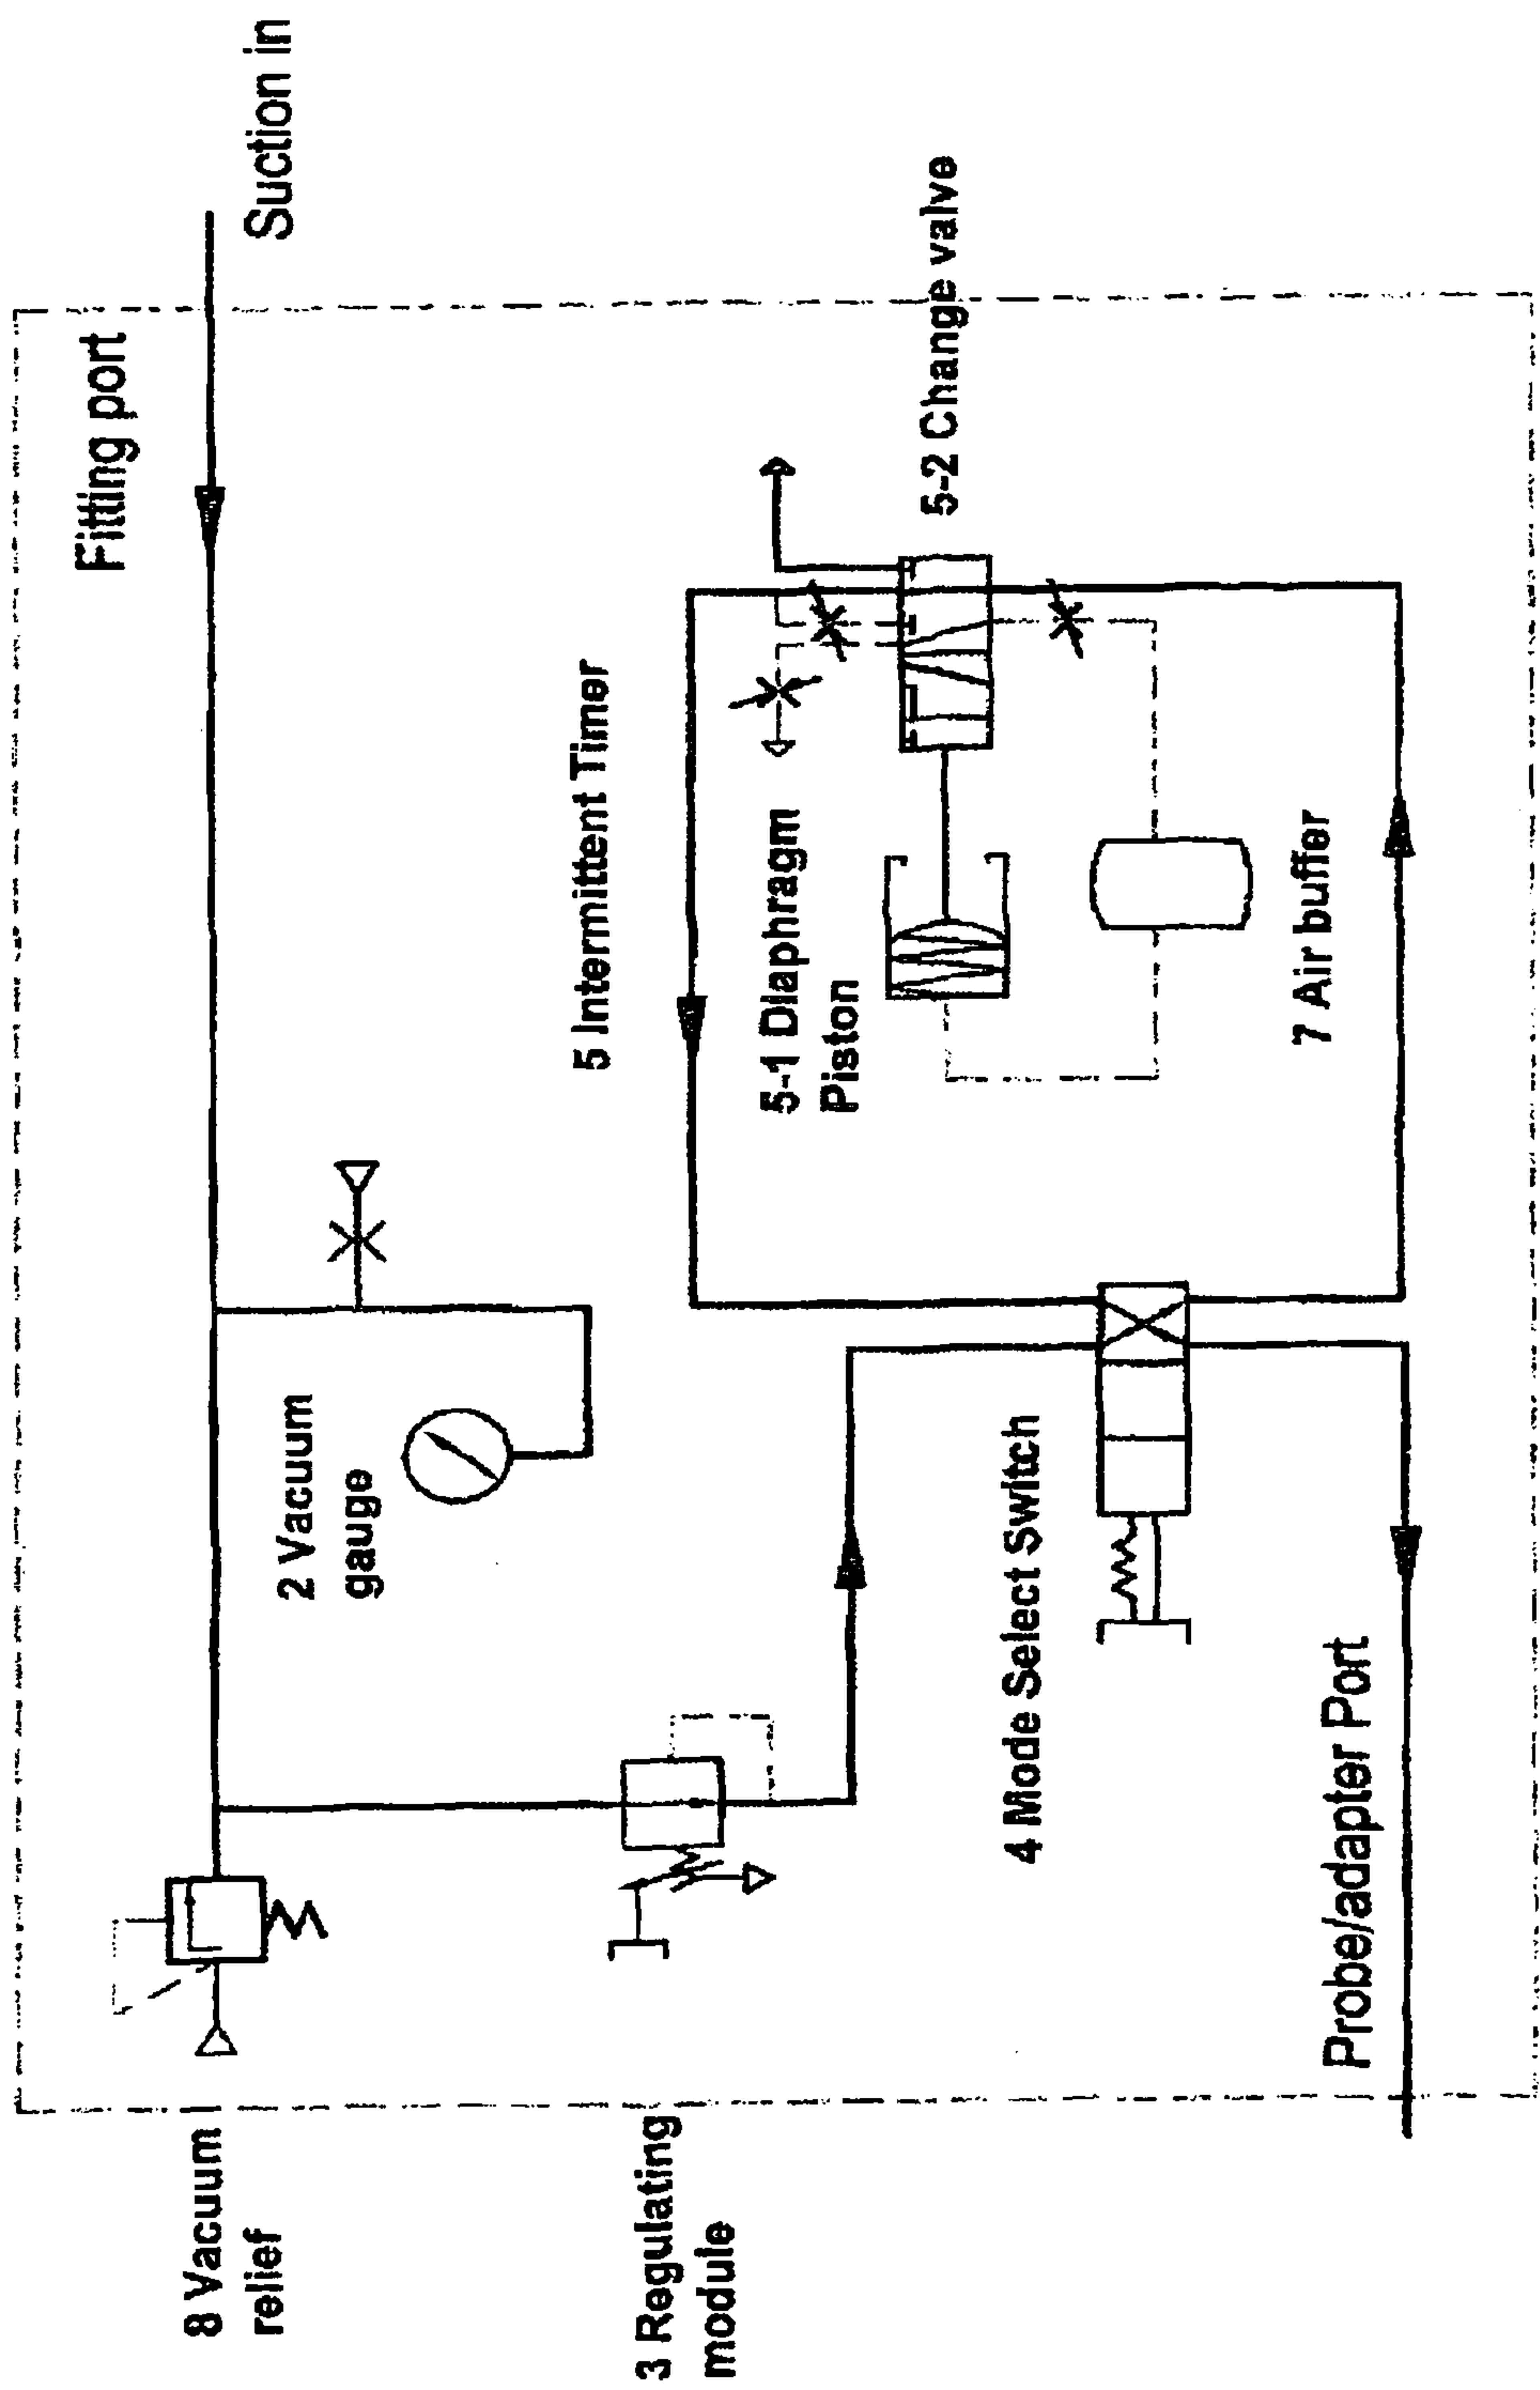 8 Vacuum
relief
Fitting port
Suction in
2 Vacuum
gauge
3 Regulating
module
5 Intermittent Timer
5-1 Diaphragm
Piston
5-2 Change valve
4 Mode Select Switch
7 Air buffer
Probe/adapter Port